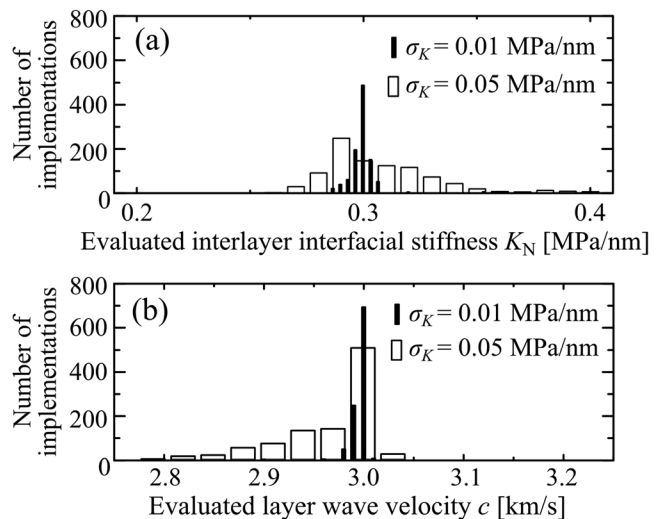 800
600
400
200
0
Number of
implementations
(a)
σK = 0.01 MPa/nm
σK = 0.05 MPa/nm
0.2 0.3 0.4
Evaluated interlayer interfacial stiffness KN [MPa/nm]
800
600
400
200
0
Number of
implementations
(b)
σK = 0.01 MPa/nm
σK = 0.05 MPa/nm
2.8 2.9 3.0 3.1 3.2
Evaluated layer wave velocity c [km/s]